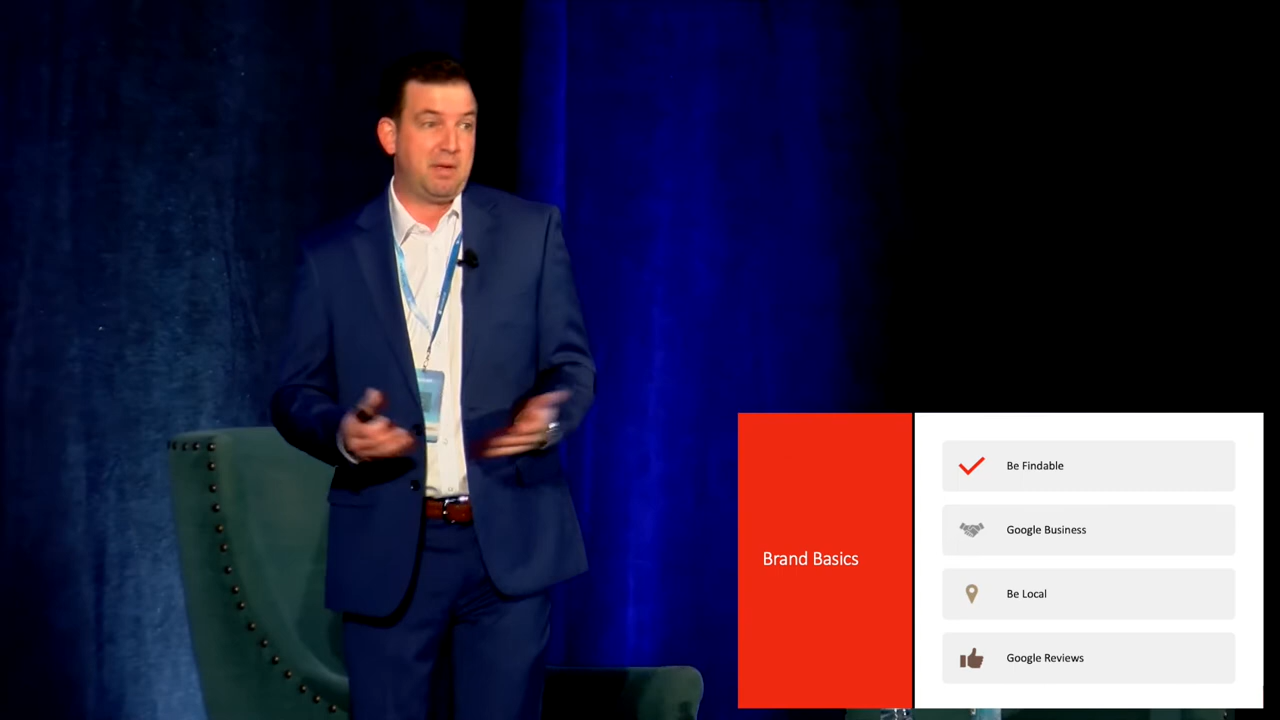 Brand Basics
Be Findable
Google Business
Be Local
Google Reviews